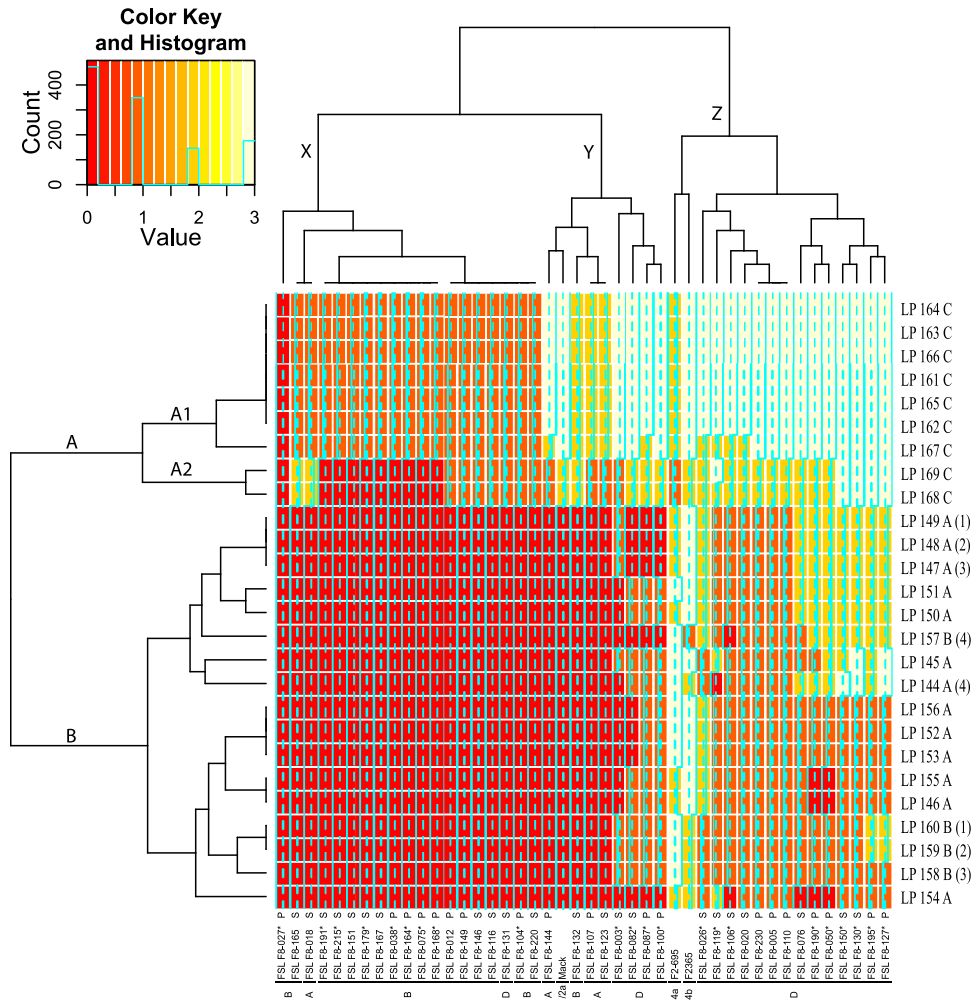 Color Key
and Histogram
Count
0 200 400
0 1 2 3
Value
X
Y
Z
A
A1
A2
B
LP 164 C
LP 163 C
LP 166 C
LP 161 C
LP 165 C
LP 162 C
LP 167 C
LP 169 C
LP 168 C
LP 149 A (1)
LP 148 A (2)
LP 147 A (3)
LP 151 A
LP 150 A
LP 157 B (4)
LP 145 A
LP 144 A (4)
LP 156 A
LP 152 A
LP 153 A
LP 155 A
LP 146 A
LP 160 B (1)
LP 159 B (2)
LP 158 B (3)
LP 154 A
FSL F8-027* P
FSL F8-165 S
FSL F8-018 S
FSL F8-191* S
FSL F8-215* S
FSL F8-151 S
FSL F8-179* S
FSL F8-167 S
FSL F8-038* P
FSL F8-164* P
FSL F8-075* P
FSL F8-168* P
FSL F8-012 P
FSL F8-149 P
FSL F8-146 S
FSL F8-116 S
FSL F8-131 S
FSL F8-104* P
FSL F8-220 S
FSL F8-144 P
Mack
FSL F8-132 S
FSL F8-107 P
FSL F8-123 S
FSL F8-003* S
FSL F8-082* S
FSL F8-087* P
FSL F8-100* P
F2-695
F2365
FSL F8-026* S
FSL F8-119* S
FSL F8-106* S
FSL F8-020 S
FSL F8-230 P
FSL F8-005 P
FSL F8-110 P
FSL F8-076 S
FSL F8-190* P
FSL F8-050* P
FSL F8-150* S
FSL F8-130* S
FSL F8-195* P
FSL F8-127* P
B A B D B A /2a B A D 4a 4b D